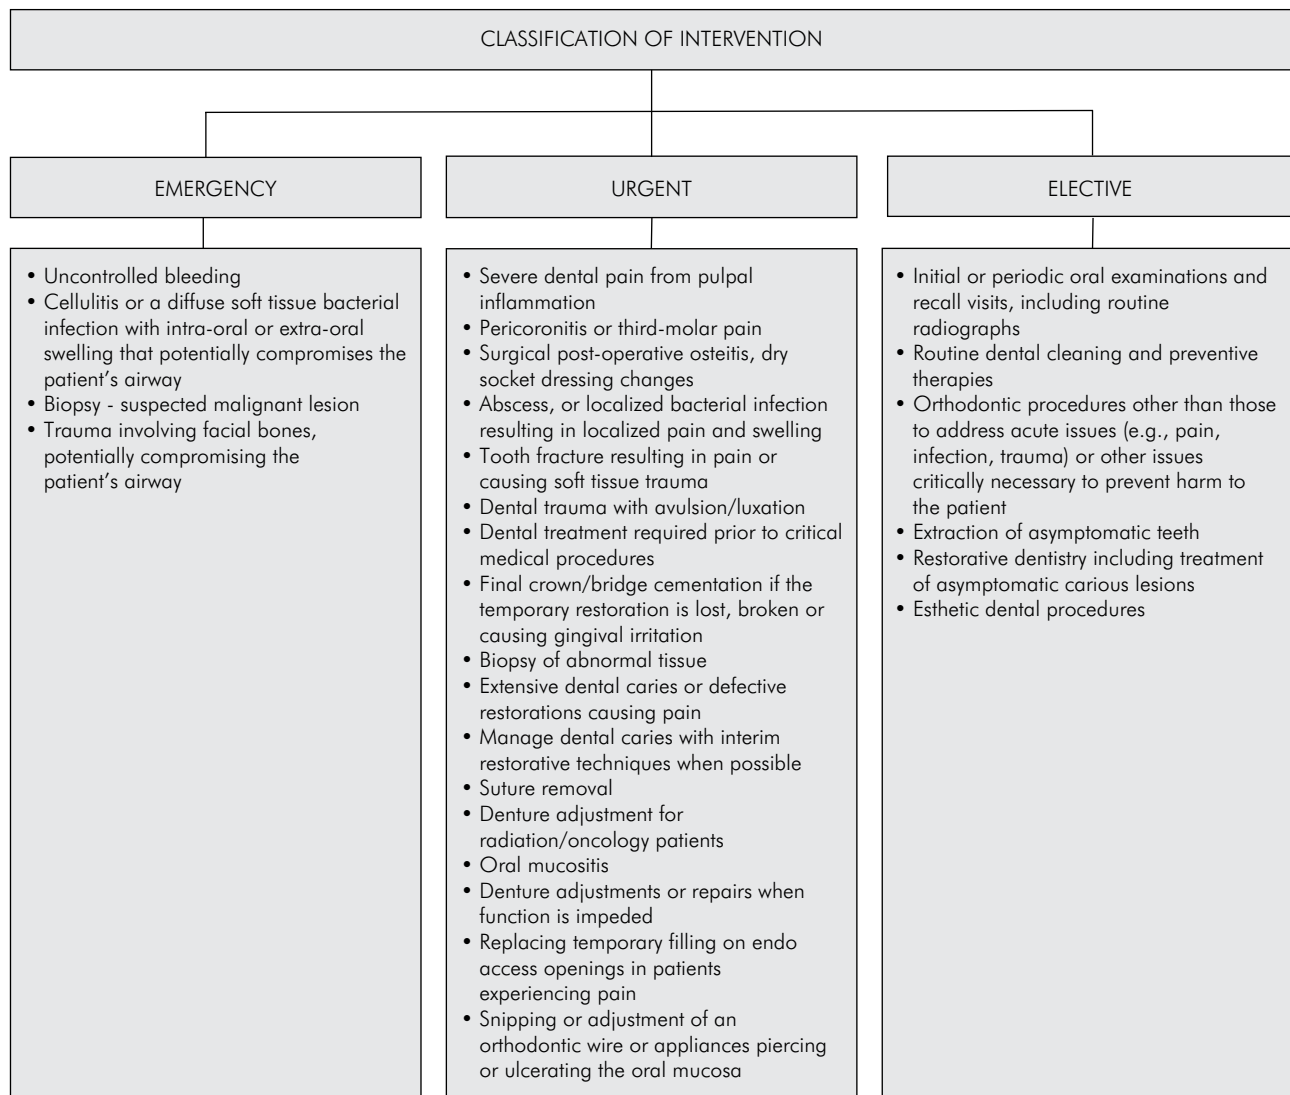 CLASSIFICATION OF INTERVENTION
EMERGENCY
• Uncontrolled bleeding
• Cellulitis or a diffuse soft tissue bacterial
infection with intra-oral or extra-oral
swelling that potentially compromises the
patient's airway
• Biopsy - suspected malignant lesion
• Trauma involving facial bones,
potentially compromising the
patient's airway
URGENT
• Severe dental pain from pulpal
inflammation
• Pericoronitis or third-molar pain
• Surgical post-operative osteitis, dry
socket dressing changes
• Abscess, or localized bacterial infection
resulting in localized pain and swelling
• Tooth fracture resulting in pain or
causing soft tissue trauma
• Dental trauma with avulsion/luxation
• Dental treatment required prior to critical
medical procedures
• Final crown/bridge cementation if the
temporary restoration is lost, broken or
causing gingival irritation
• Biopsy of abnormal tissue
• Extensive dental caries or defective
restorations causing pain
• Manage dental caries with interim
restorative techniques when possible
• Suture removal
• Denture adjustment for
radiation/oncology patients
• Oral mucositis
• Denture adjustments or repairs when
function is impeded
• Replacing temporary filling on endo
access openings in patients
experiencing pain
• Snipping or adjustment of an
orthodontic wire or appliances piercing
or ulcerating the oral mucosa
ELECTIVE
• Initial or periodic oral examinations and
recall visits, including routine
radiographs
• Routine dental cleaning and preventive
therapies
• Orthodontic procedures other than those
to address acute issues (e.g., pain,
infection, trauma) or other issues
critically necessary to prevent harm to
the patient
• Extraction of asymptomatic teeth
• Restorative dentistry including treatment
of asymptomatic carious lesions
• Esthetic dental procedures